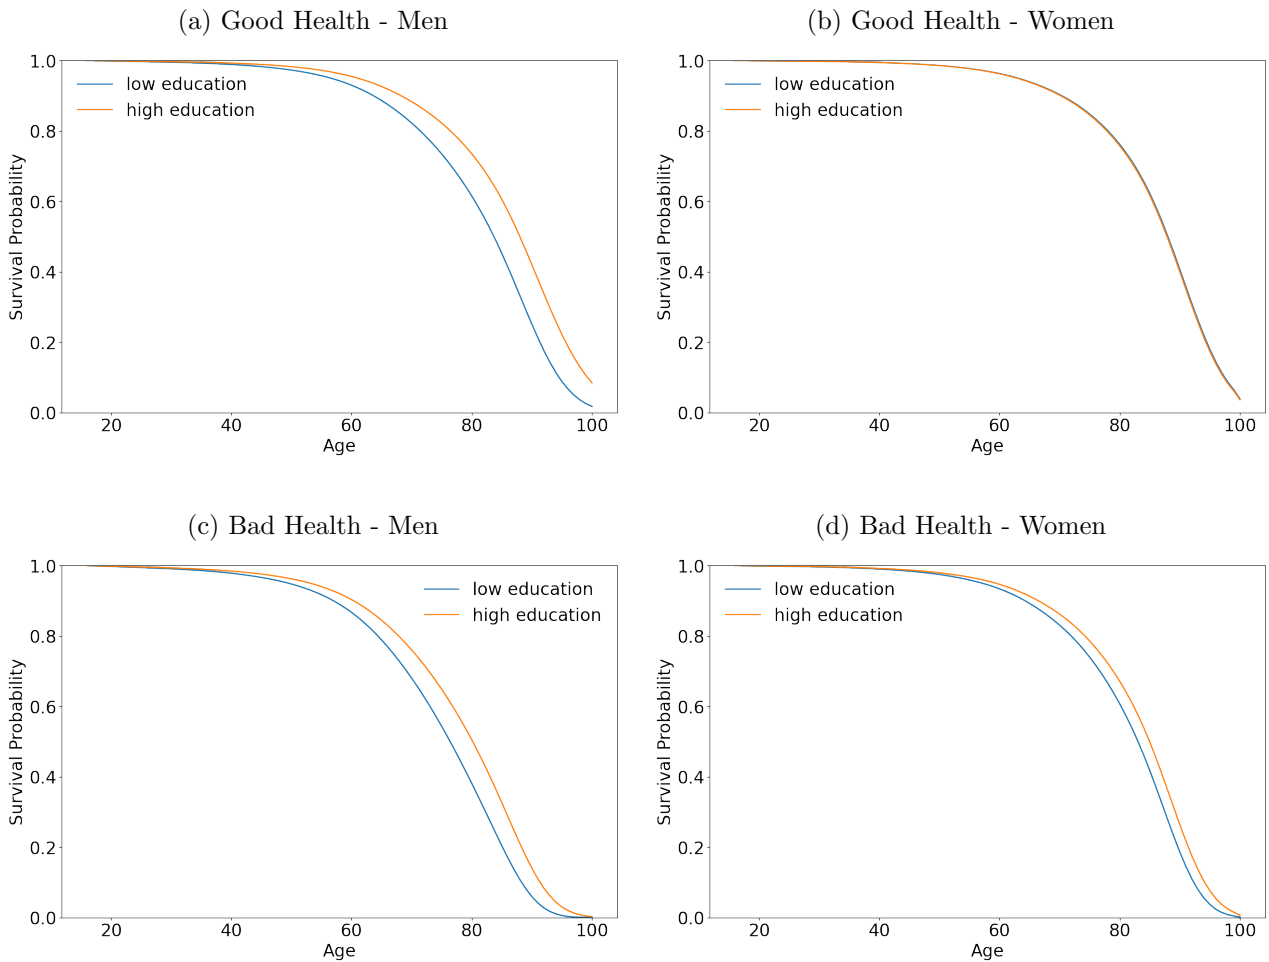 (a) Good Health - Men
1.0
0.8
0.6
0.4
0.2
0.0
Survival Probability
low education
high education
20 40 60 80 100
Age
(b) Good Health - Women
1.0
0.8
0.6
0.4
0.2
0.0
Survival Probability
low education
high education
20 40 60 80 100
Age
(c) Bad Health - Men
1.0
0.8
0.6
0.4
0.2
0.0
Survival Probability
low education
high education
20 40 60 80 100
Age
(d) Bad Health - Women
1.0
0.8
0.6
0.4
0.2
0.0
Survival Probability
low education
high education
20 40 60 80 100
Age